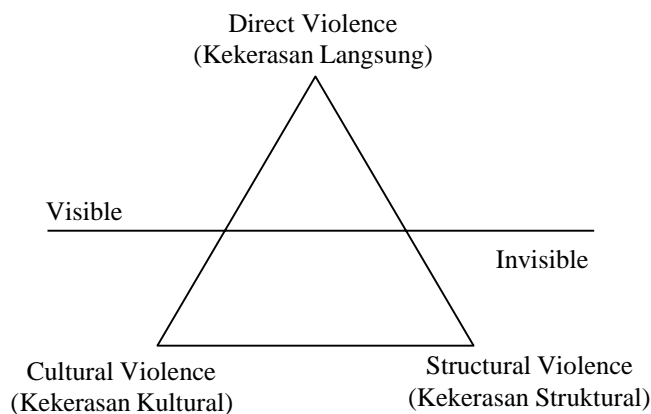 Direct Violence
(Kekerasan Langsung)
Visible
Invisible
Cultural Violence
(Kekerasan Kultural)
Structural Violence
(Kekerasan Struktural)